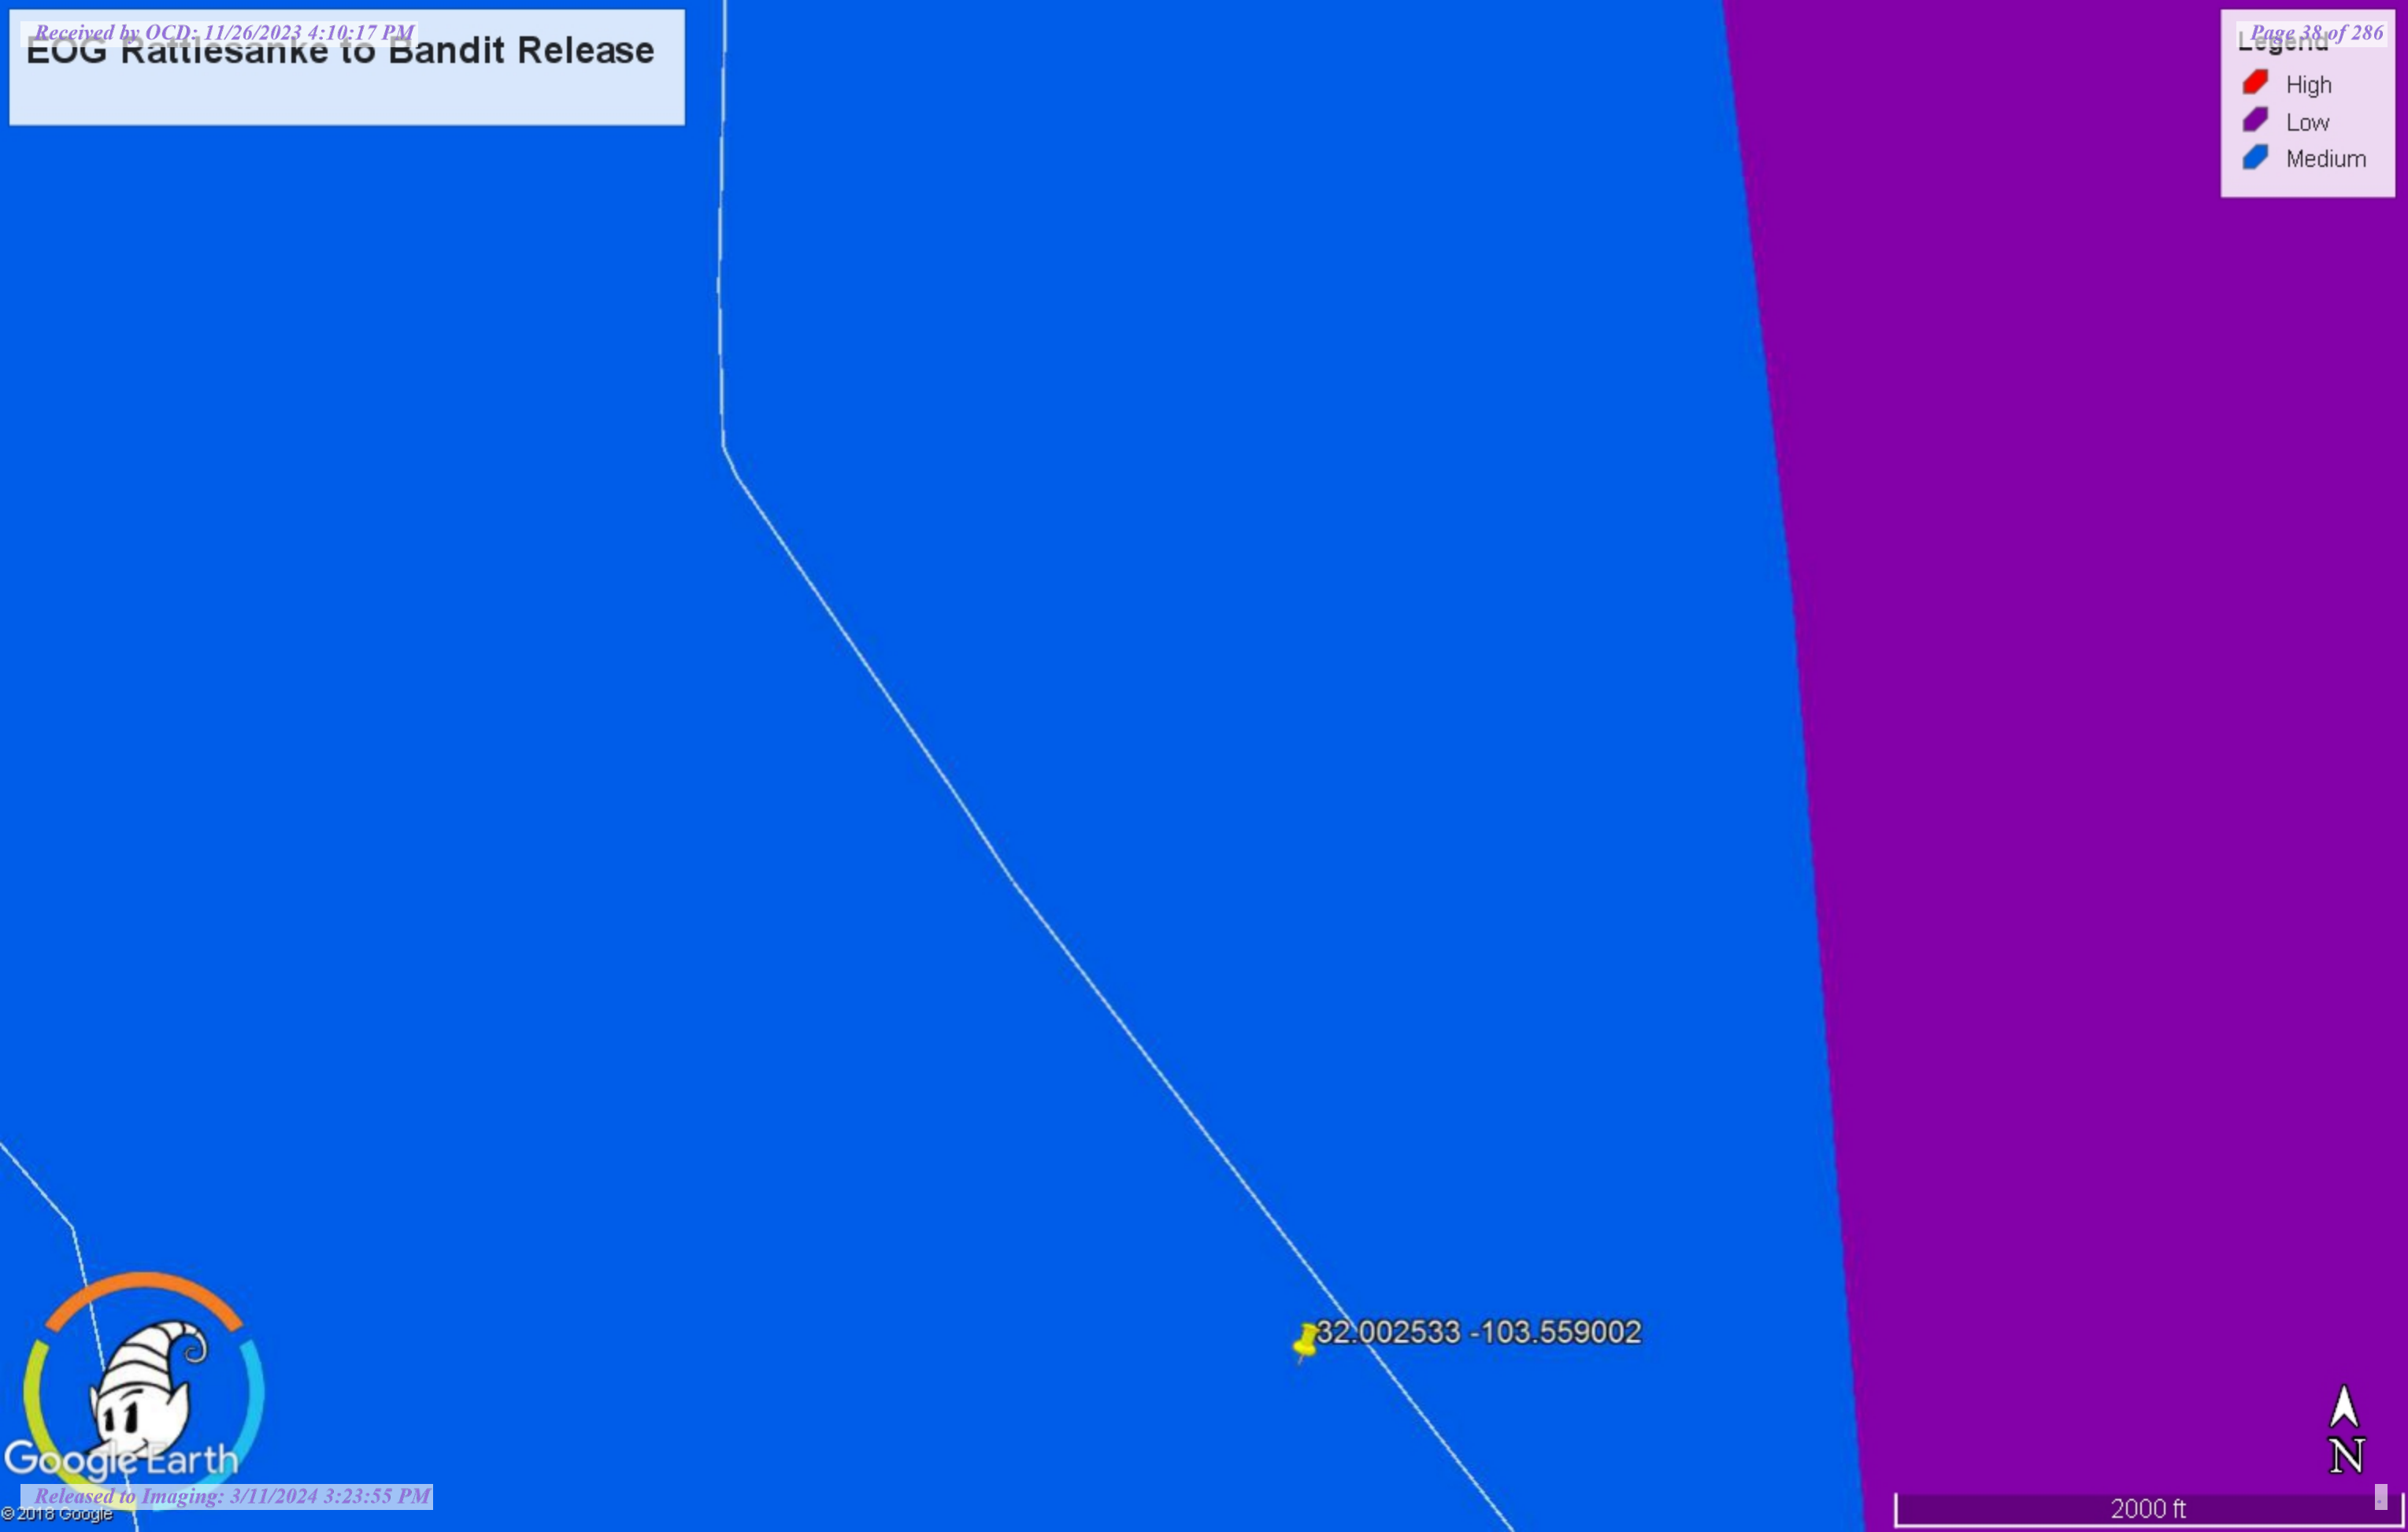 Received by OCD: 11/26/2023 4:10:17 PM
Page 38 of 286
EOG Rattlesanke to Bandit Release
Legend
High
Low
Medium
32.002533 -103.559002
N
Google Earth
Released to Imaging: 3/11/2024 3:23:55 PM
©2018 Google
2000 ft